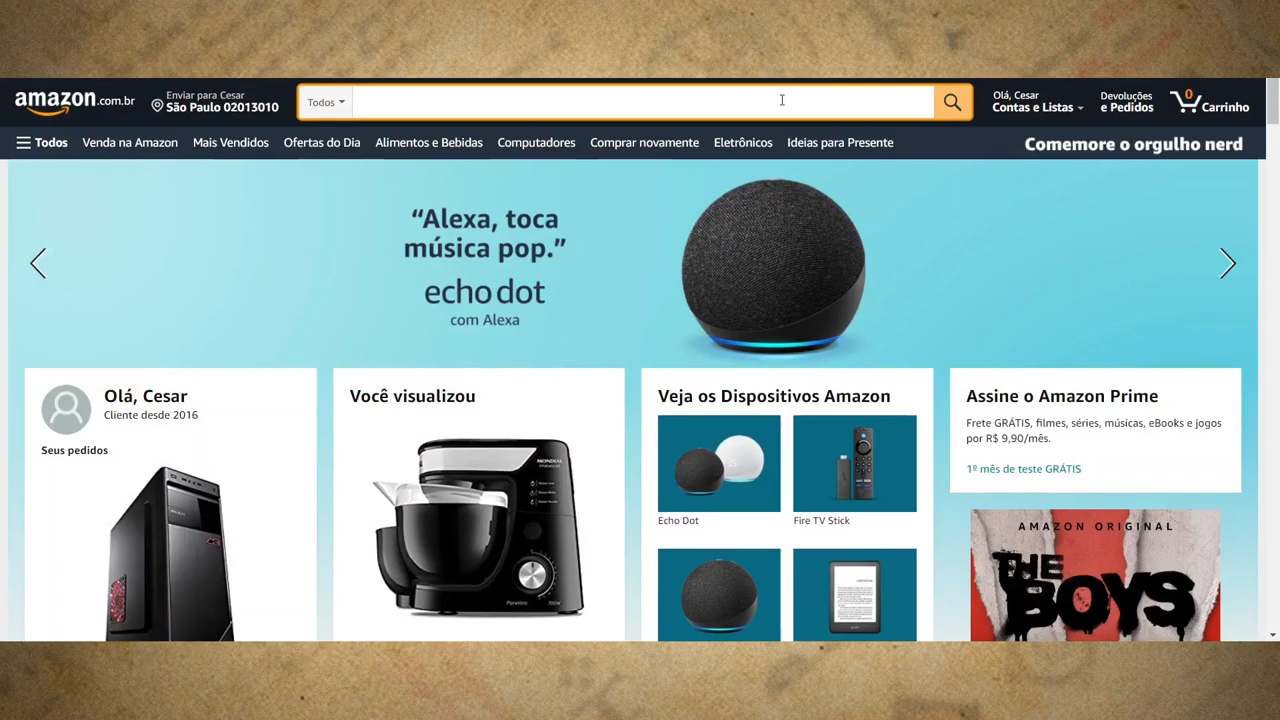 amazon.com.br
Enviar para Cesar
São Paulo 02013010
Todos
Olá, Cesar
Contas e Listas
Devoluções
e Pedidos
0
Carrinho
Todos
Venda na Amazon
Mais Vendidos
Ofertas do Dia
Alimentos e Bebidas
Computadores
Comprar novamente
Eletrônicos
Ideias para Presente
Comemore o orgulho nerd
“Alexa, toca
música pop.”
echo dot
com Alexa
Olá, Cesar
Cliente desde 2016
Seus pedidos
Você visualizou
MONDIAL
Veja os Dispositivos Amazon
Echo Dot
Fire TV Stick
Assine o Amazon Prime
Frete GRÁTIS, filmes, séries, músicas, eBooks e jogos
por R$ 9,90/mês.
1º mês de teste GRÁTIS
AMAZON ORIGINAL
THE
BOYS